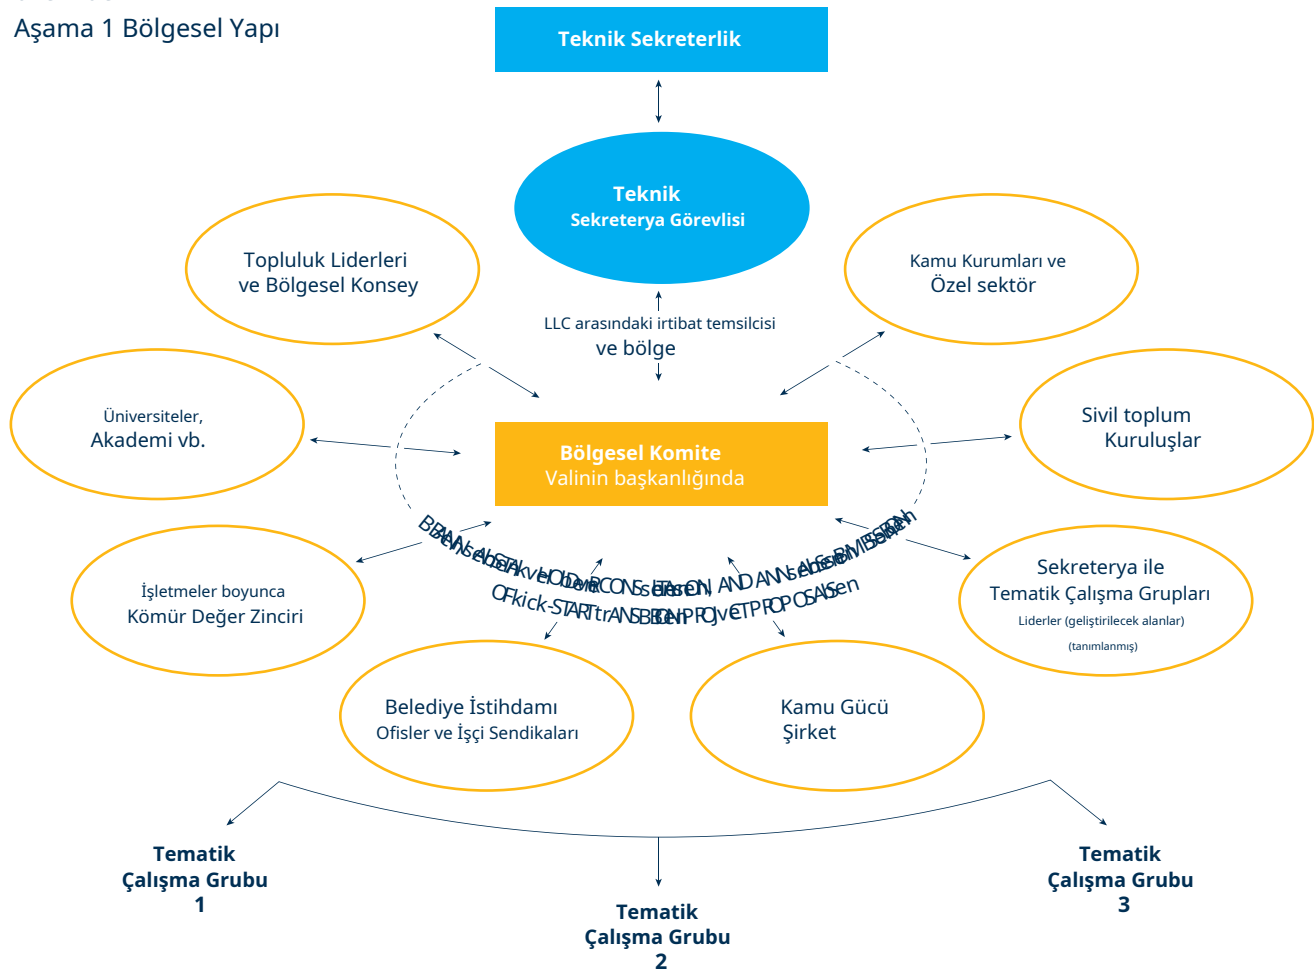 Aşama 1 Bölgesel Yapı
Teknik Sekreterlik
Teknik
Sekreterya Görevlisi
Topluluk Liderleri
ve Bölgesel Konsey
Kamu Kurumları ve
Özel sektör
LLC arasındaki irtibat temsilcisi
ve bölge
Üniversiteler,
Akademi vb.
Sivil toplum
Kuruluşlar
Bölgesel Komite
Valinin başkanlığında
İşletmeler boyunca
Kömür Değer Zinciri
Sekreterya ile
Tematik Çalışma Grupları
Liderler (geliştirilecek alanlar)
(tanımlanmış)
Belediye İstihdamı
Ofisler ve İşçi Sendikaları
Kamu Gücü
Şirket
Tematik
Çalışma Grubu
1
Tematik
Çalışma Grubu
2
Tematik
Çalışma Grubu
3